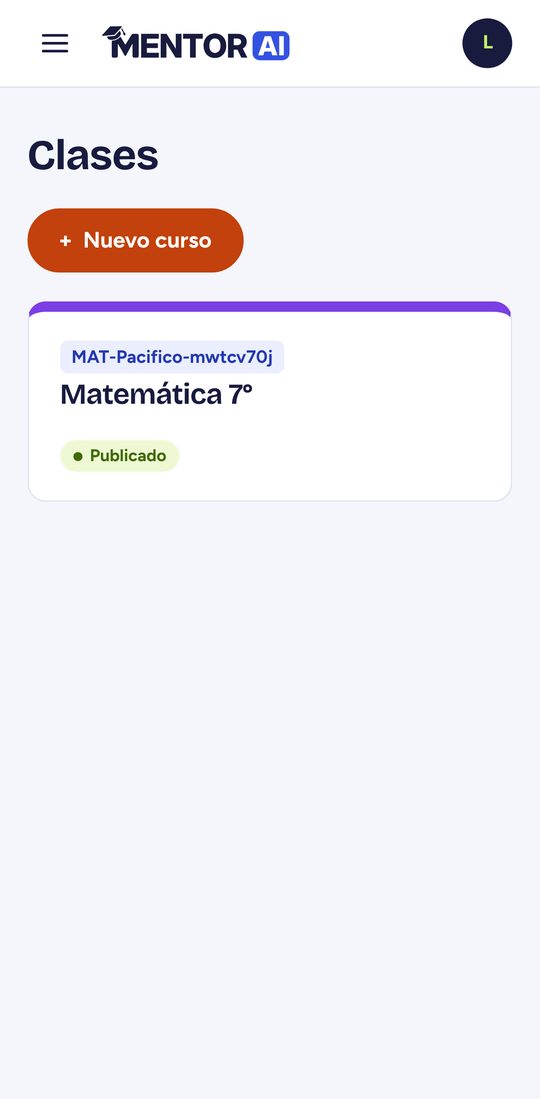 MENTOR AI
L
Clases
+ Nuevo curso
MAT-Pacifico-mwtcv70j
Matemática 7°
Publicado